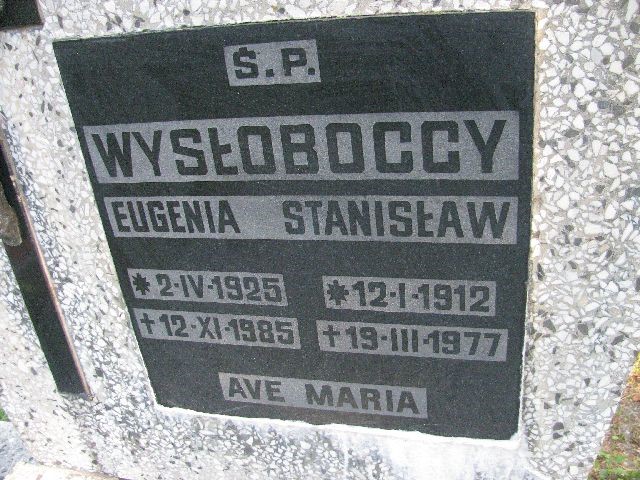 Ś.P.
WYSŁOBOCCY
EUGENIA STANISŁAW
* 2-IV-1925 * 12-I-1912
+ 12-XI-1985 + 19-III-1977
AVE MARIA